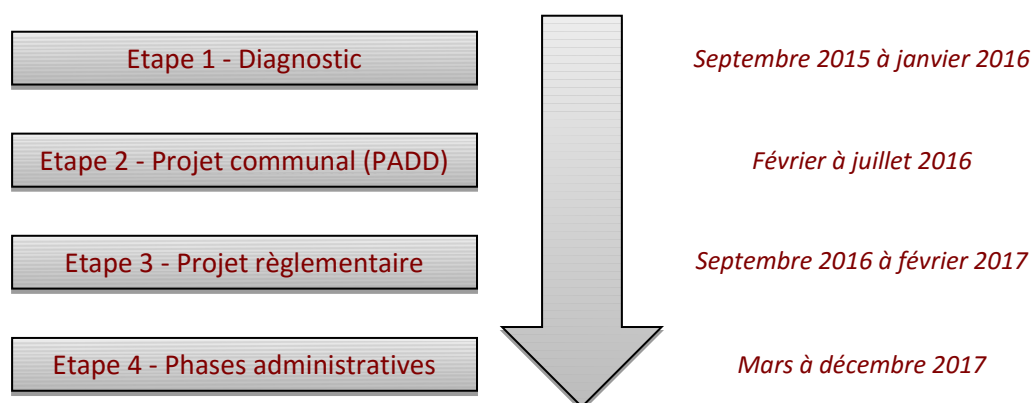 Etape 1 - Diagnostic
Septembre 2015 à janvier 2016
Etape 2 - Projet communal (PADD)
Février à juillet 2016
Etape 3 - Projet règlementaire
Septembre 2016 à février 2017
Etape 4 - Phases administratives
Mars à décembre 2017